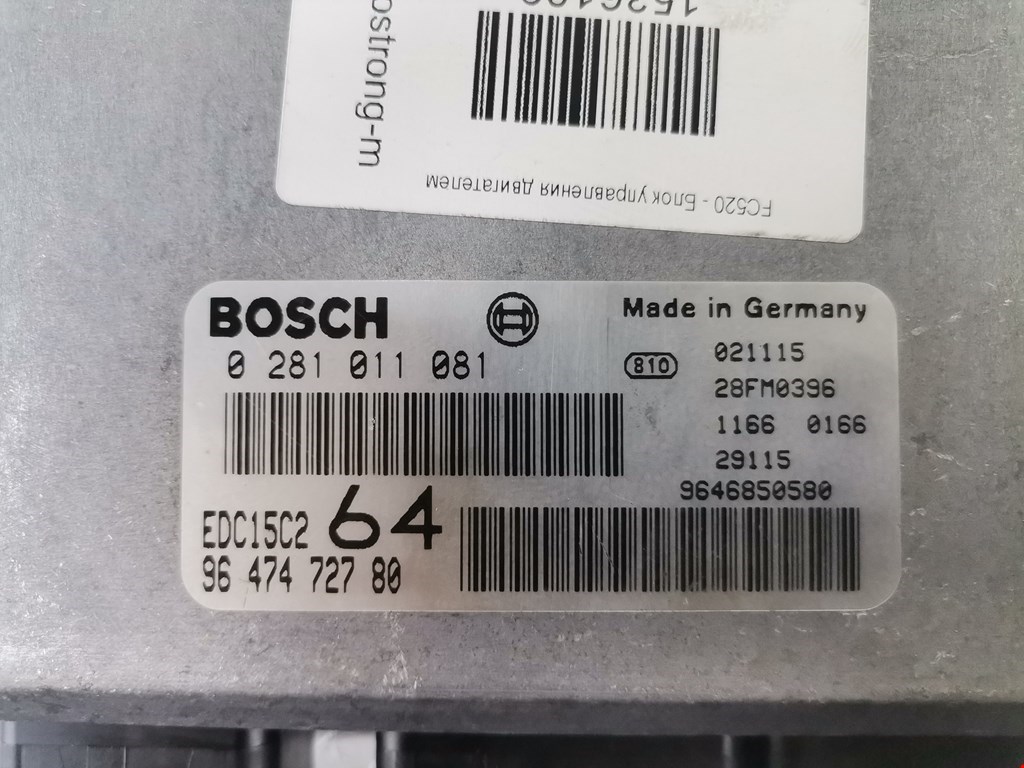 ostrong-m
FC520 - Блок управления двигателем
BOSCH
Made in Germany
0 281 011 081
810
021115
28FM0396
1166 0166
29115
9646850580
EDC15C2 64
96 474 727 80